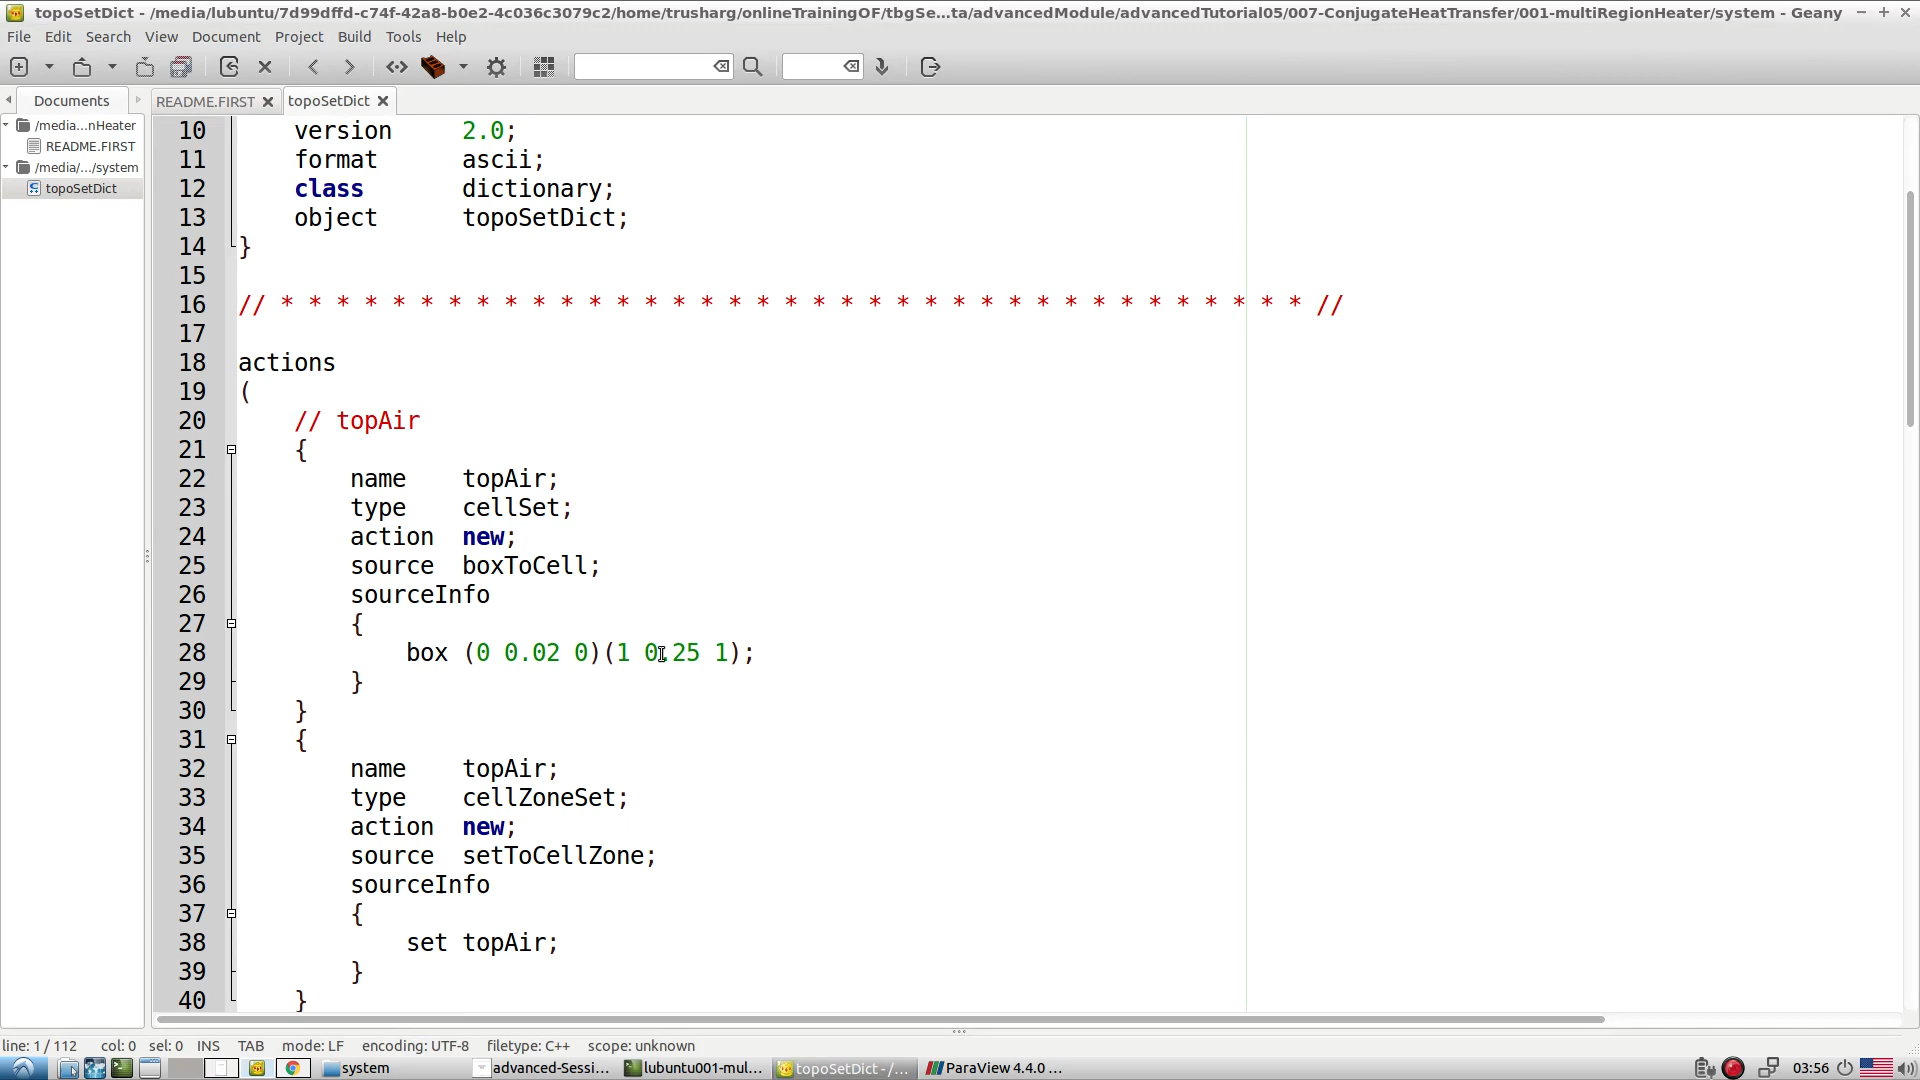 topoSetDict - /media/lubuntu/7d99dffd-c74f-42a8-b0e2-4c036c3079c2/home/trusharg/onlineTrainingOF/tbgSe...ta/advancedModule/advancedTutorial05/007-ConjugateHeatTransfer/001-multiRegionHeater/system - Geany
File Edit Search View Document Project Build Tools Help
Documents README.FIRST topoSetDict
/media...nHeater
README.FIRST
/media/.../system
topoSetDict
10 version 2.0;
11 format ascii;
12 class dictionary;
13 object topoSetDict;
14 }
15
16 // * * * * * * * * * * * * * * * * * * * * * * * * * * * * * * * * * * * * * //
17
18 actions
19 (
20 // topAir
21 {
22 name topAir;
23 type cellSet;
24 action new;
25 source boxToCell;
26 sourceInfo
27 {
28 box (0 0.02 0)(1 0.25 1);
29 }
30 }
31 {
32 name topAir;
33 type cellZoneSet;
34 action new;
35 source setToCellZone;
36 sourceInfo
37 {
38 set topAir;
39 }
40 }
line: 1 / 112 col: 0 sel: 0 INS TAB mode: LF encoding: UTF-8 filetype: C++ scope: unknown
system advanced-Sessi... lubuntu001-mul... topoSetDict - /... ParaView 4.4.0 ... 03:56